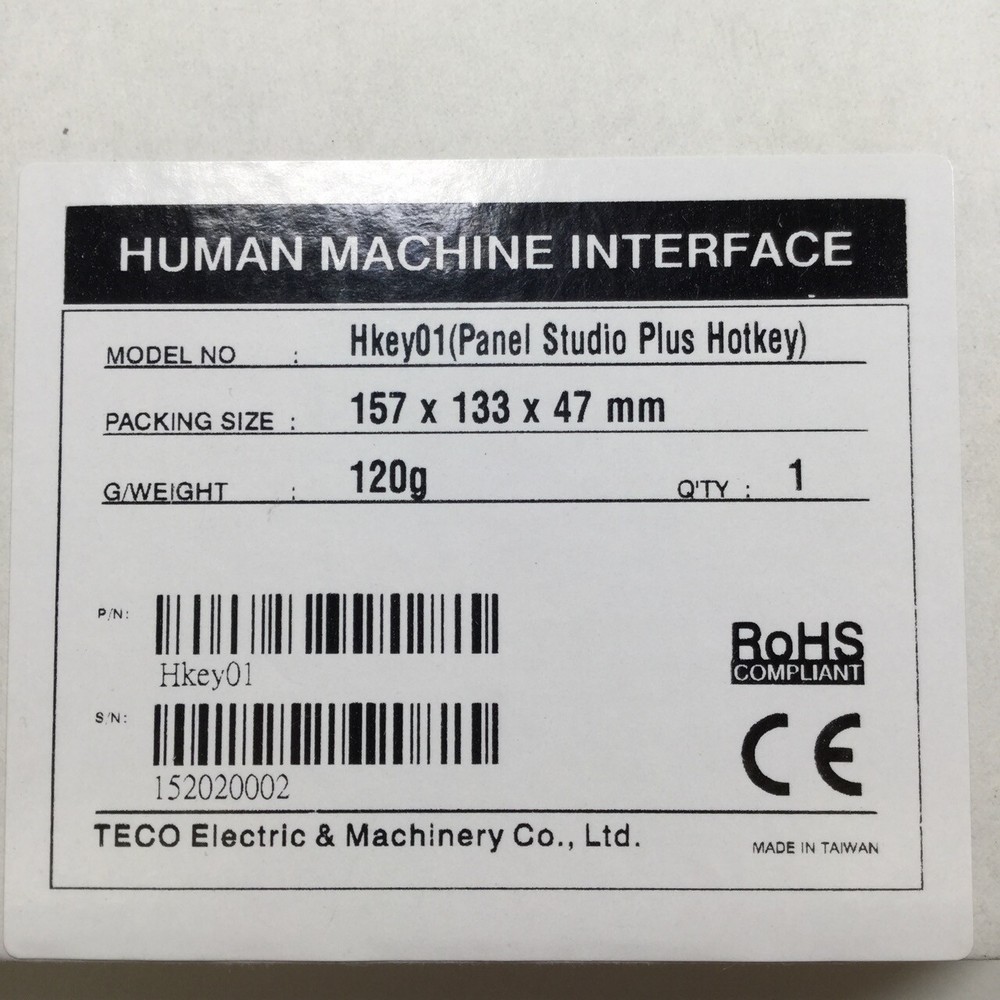 HUMAN MACHINE INTERFACE
MODEL NO : Hkey01(Panel Studio Plus Hotkey)
PACKING SIZE : 157 x 133 x 47 mm
G/WEIGHT : 120g Q'TY : 1
P/N:
Hkey01
RoHS
COMPLIANT
S/N:
152020002
CE
TECO Electric & Machinery Co., Ltd.
MADE IN TAIWAN